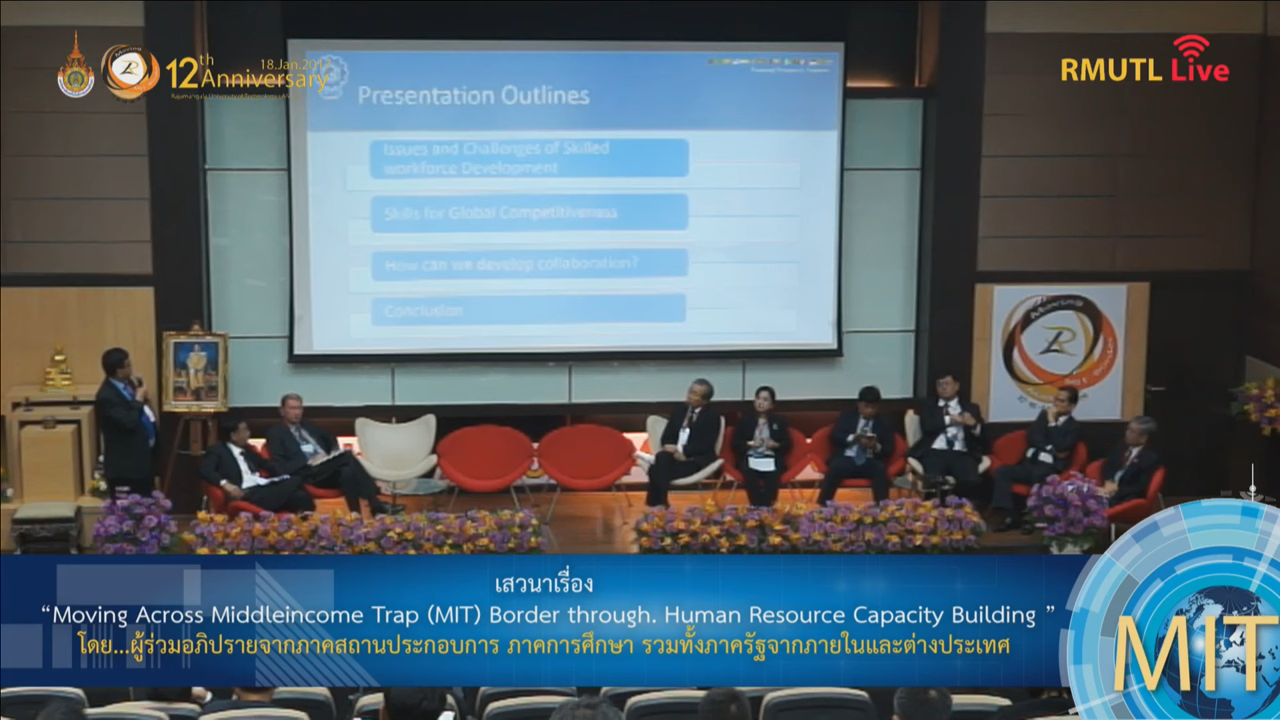 12th
18.Jan.201
Anniversary
RMUTL Live
Presentation Outlines
Issues and Challenges of Skilled
workforce Development
Skills for Global Competitiveness
How can we develop collaboration?
Conclusion
Moving
เสวนาเรื่อง
“Moving Across Middleincome Trap (MIT) Border through. Human Resource Capacity Building ”
โดย...ผู้ร่วมอภิปรายจากภาคสถานประกอบการ ภาคการศึกษา รวมทั้งภาครัฐจากภายในและต่างประเทศ
MIT